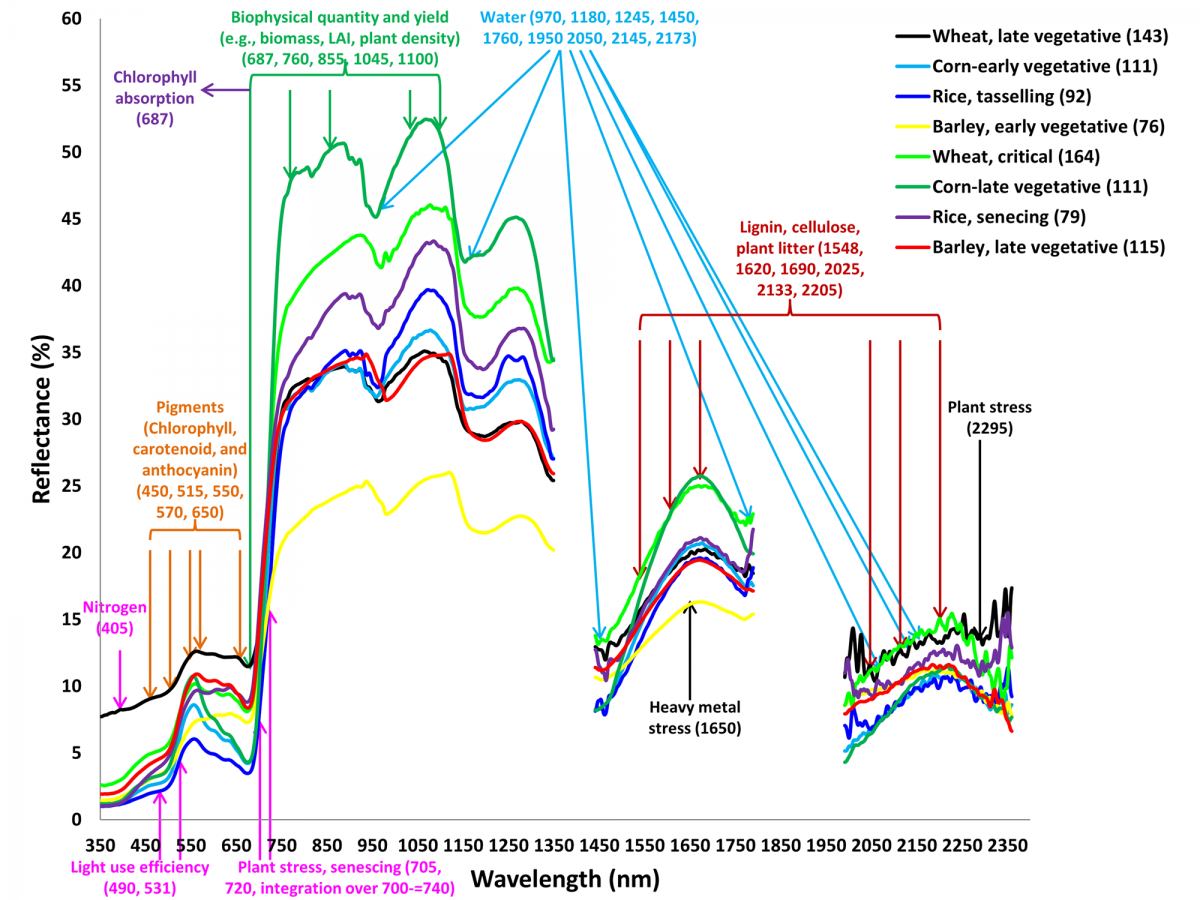 Biophysical quantity and yield
(e.g., biomass, LAI, plant density)
(687, 760, 855, 1045, 1100)
Water (970, 1180, 1245, 1450,
1760, 1950 2050, 2145, 2173)
Chlorophyll
absorption
(687)
Wheat, late vegetative (143)
Corn-early vegetative (111)
Rice, tasselling (92)
Barley, early vegetative (76)
Wheat, critical (164)
Corn-late vegetative (111)
Rice, senecing (79)
Barley, late vegetative (115)
Lignin, cellulose,
plant litter (1548,
1620, 1690, 2025,
2133, 2205)
Plant stress
(2295)
Pigments
(Chlorophyll,
carotenoid, and
anthocyanin)
(450, 515, 550,
570, 650)
Nitrogen
(405)
Heavy metal
stress (1650)
Reflectance (%)
60
55
50
45
40
35
30
25
20
15
10
5
0
350 450 550 650 750 850 950 1050 1150 1250 1350 1450 1550 1650 1750 1850 1950 2050 2150 2250 2350
Light use efficiency
(490, 531)
Plant stress, senescing (705,
720, integration over 700-=740)
Wavelength (nm)